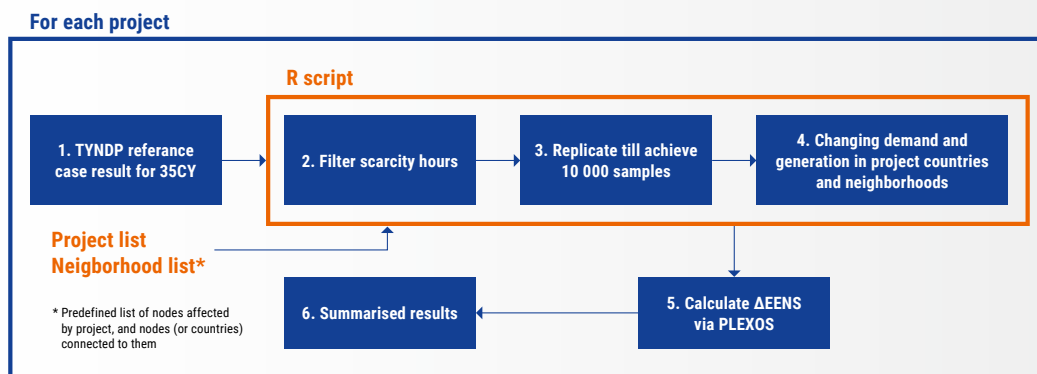 For each project
R script
1. TYNDP referance
case result for 35CY
2. Filter scarcity hours
3. Replicate till achieve
10 000 samples
4. Changing demand and
generation in project countries
and neighborhoods
Project list
Neigborhood list*
* Predefined list of nodes affected
by project, and nodes (or countries)
connected to them
6. Summarised results
5. Calculate ΔEENS
via PLEXOS